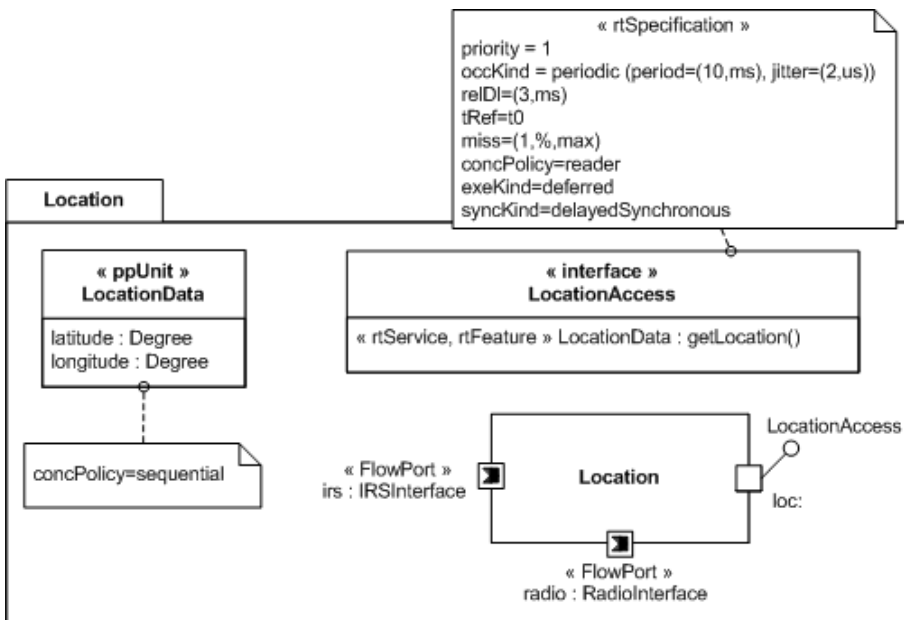 « rtSpecification »
priority = 1
occKind = periodic (period=(10,ms), jitter=(2,us))
relDl=(3,ms)
tRef=t0
miss=(1,%,max)
concPolicy=reader
exeKind=deferred
syncKind=delayedSynchronous
Location
« ppUnit »
LocationData
latitude : Degree
longitude : Degree
concPolicy=sequential
« interface »
LocationAccess
« rtService, rtFeature » LocationData : getLocation()
« FlowPort »
irs : IRSInterface
Location
LocationAccess
loc:
« FlowPort »
radio : RadioInterface